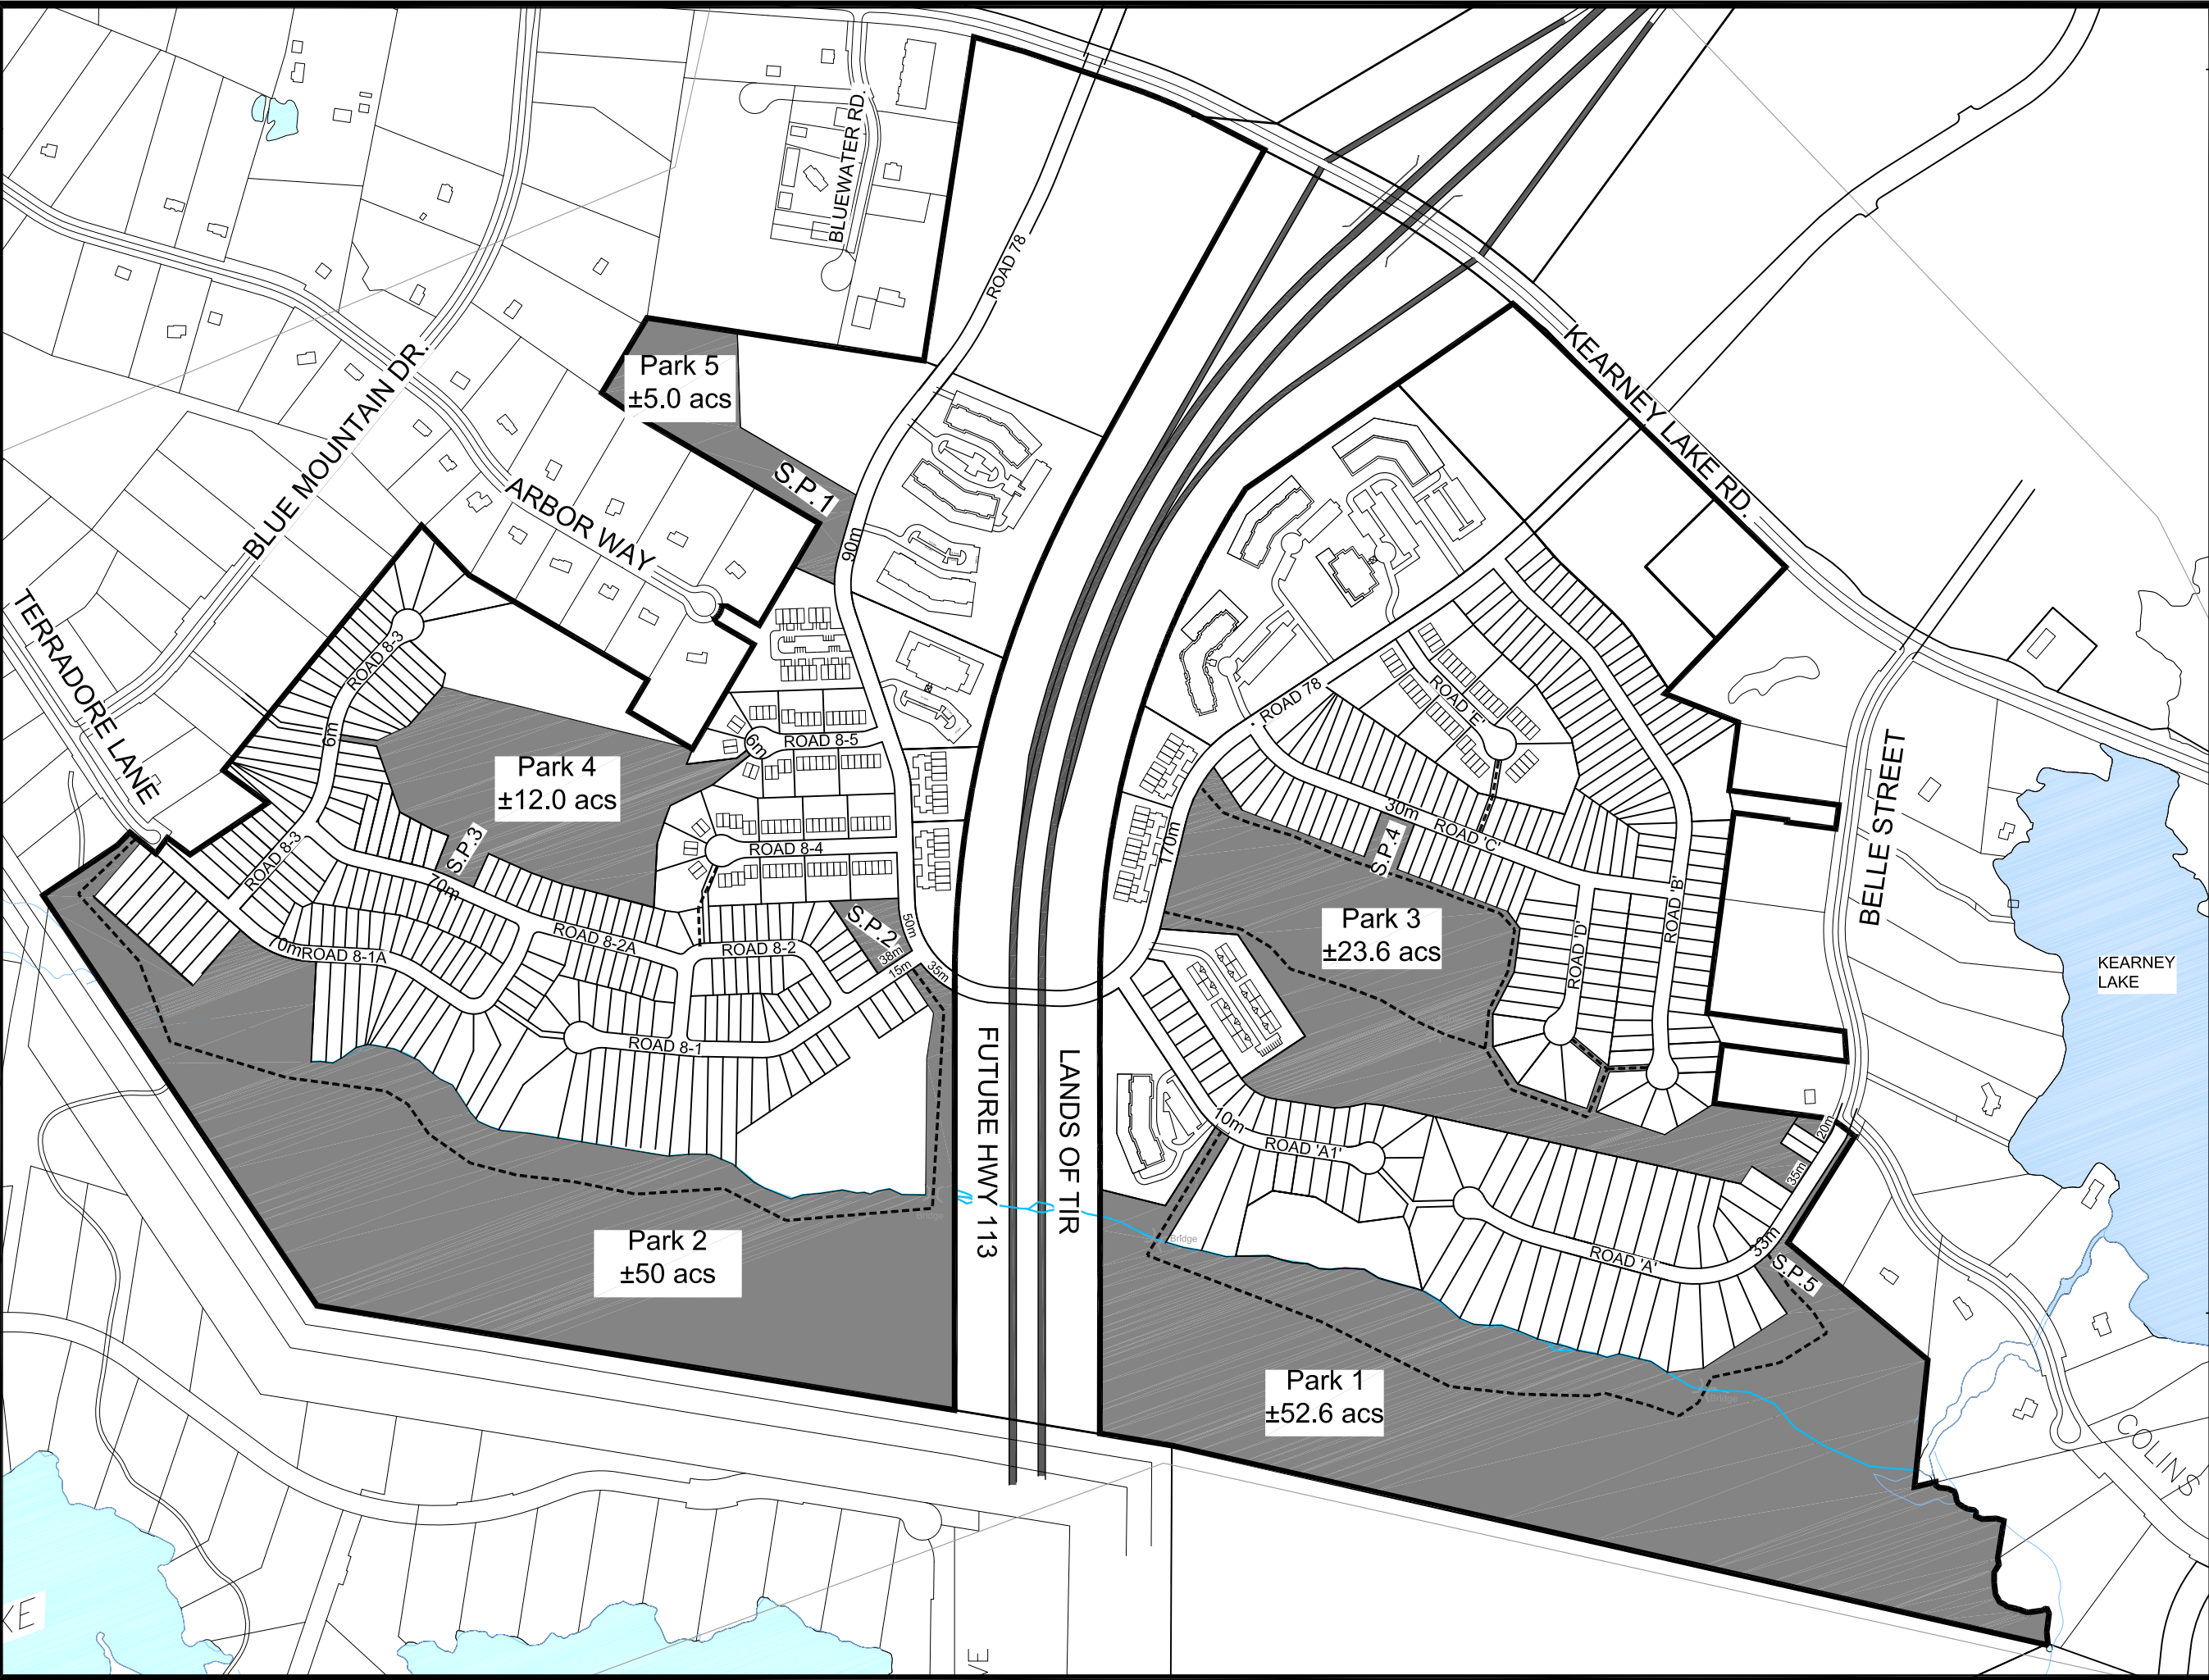 BLUEWATER RD.
ROAD 78
KEARNEY LAKE RD.
Park 5
±5.0 acs
BLUE MOUNTAIN DR.
S.P.1
ARBOR WAY
90m
TERRADORE LANE
ROAD 8-3
6m
ROAD 78
ROAD 'E'
6m
ROAD 8-5
Park 4
±12.0 acs
BELLE STREET
30m
ROAD 'C'
170m
S.P.3
ROAD 8-3
ROAD 8-4
S.P.4
70m
ROAD 'B'
S.P.2
50m
Park 3
±23.6 acs
ROAD 8-2A
ROAD 8-2
70m
ROAD 8-1A
38m
15m
35m
ROAD 'D'
KEARNEY
LAKE
ROAD 8-1
FUTURE HWY 113
LANDS OF TIR
10m
ROAD 'A1'
20m
35m
Bridge
Bridge
Park 2
±50 acs
33m
ROAD 'A'
S.P.5
Park 1
±52.6 acs
Bridge
COLINS
KE
VE